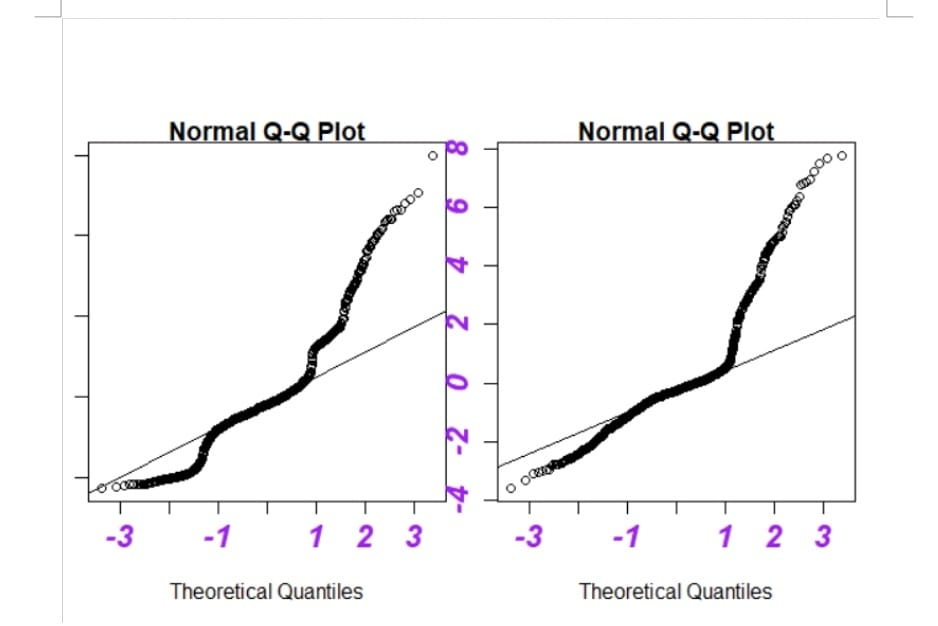 Normal Q-Q Plot
-3 -1 1 2 3
Theoretical Quantiles
Normal Q-Q Plot
8
6
4
2
0
-2
-4
-3 -1 1 2 3
Theoretical Quantiles